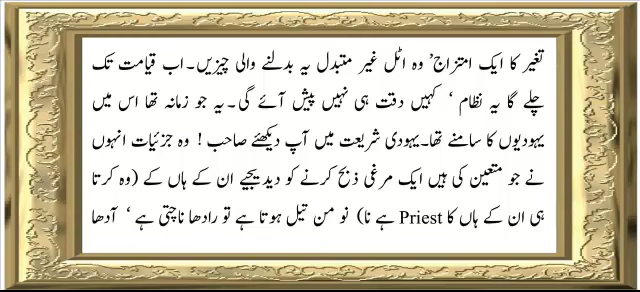 تغیر کا ایک امتزاج‘ وہ اٹل غیر متبدل یہ بدلنے والی چیزیں۔اب قیامت تک
چلے گا یہ نظام ‘ کہیں دقت ہی نہیں پیش آئے گی۔یہ جو زمانہ تھا اس میں
یہودیوں کا سامنے تھا۔یہودی شریعت میں آپ دیکھئے صاحب ! وہ جزئیات انہوں
نے جو متعین کی ہیں ایک مرغی ذبح کرنے کو دیدیجیے ان کے ہاں کے (وہ کرتا
ہی ان کے ہاں کا Priest ہے نا) نو من تیل ہوتا ہے تو رادھا ناچتی ہے ‘ آدھا